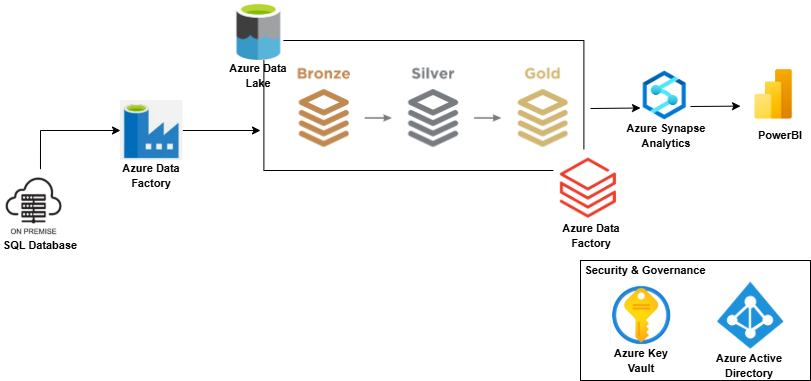 Azure Data
Lake
Bronze
Silver
Gold
Azure Data
Factory
Azure Synapse
Analytics
PowerBI
ON PREMISE
SQL Database
Azure Data
Factory
Security & Governance
Azure Key
Vault
Azure Active
Directory